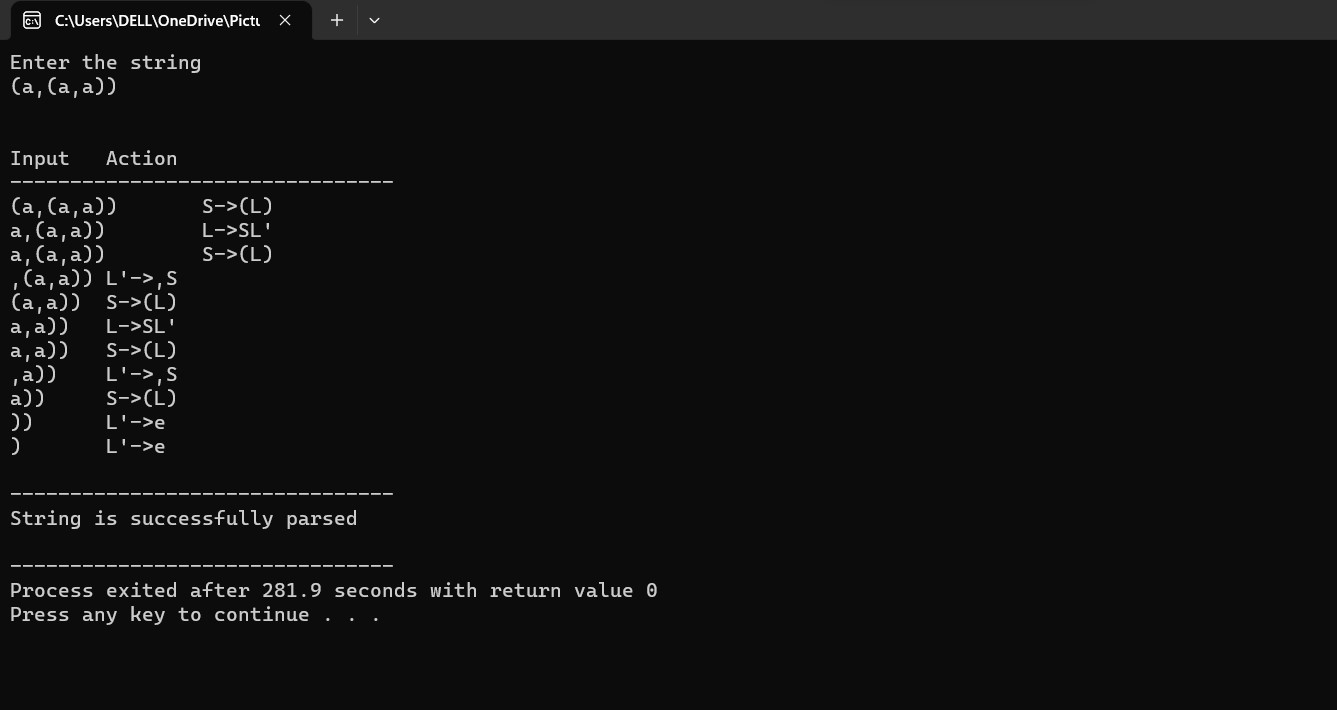 C:\Users\DELL\OneDrive\Pictu
Enter the string
(a,(a,a))
Input   Action
--------------------------------
(a,(a,a))       S->(L)
a,(a,a))        L->SL'
a,(a,a))        S->(L)
,(a,a)) L'->,S
(a,a))  S->(L)
a,a))   L->SL'
a,a))   S->(L)
,a))    L'->,S
a))     S->(L)
))      L'->e
)       L'->e
--------------------------------
String is successfully parsed
--------------------------------
Process exited after 281.9 seconds with return value 0
Press any key to continue . . .